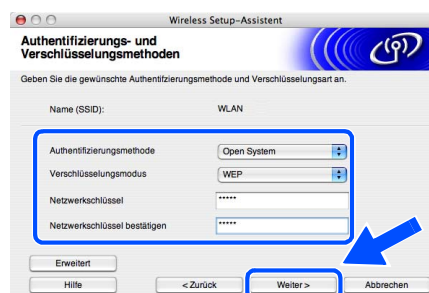 Wireless Setup-Assistent
Authentifizierungs- und
Verschlüsselungsmethoden
Geben Sie die gewünschte Authentifzierungsmethode und Verschlüsselungsart an.
Name (SSID): WLAN
Authentifizierungsmethode Open System
Verschlüsselungsmodus WEP
Netzwerkschlüssel *****
Netzwerkschlüssel bestätigen *****
Erweitert
Hilfe < Zurück Weiter > Abbrechen